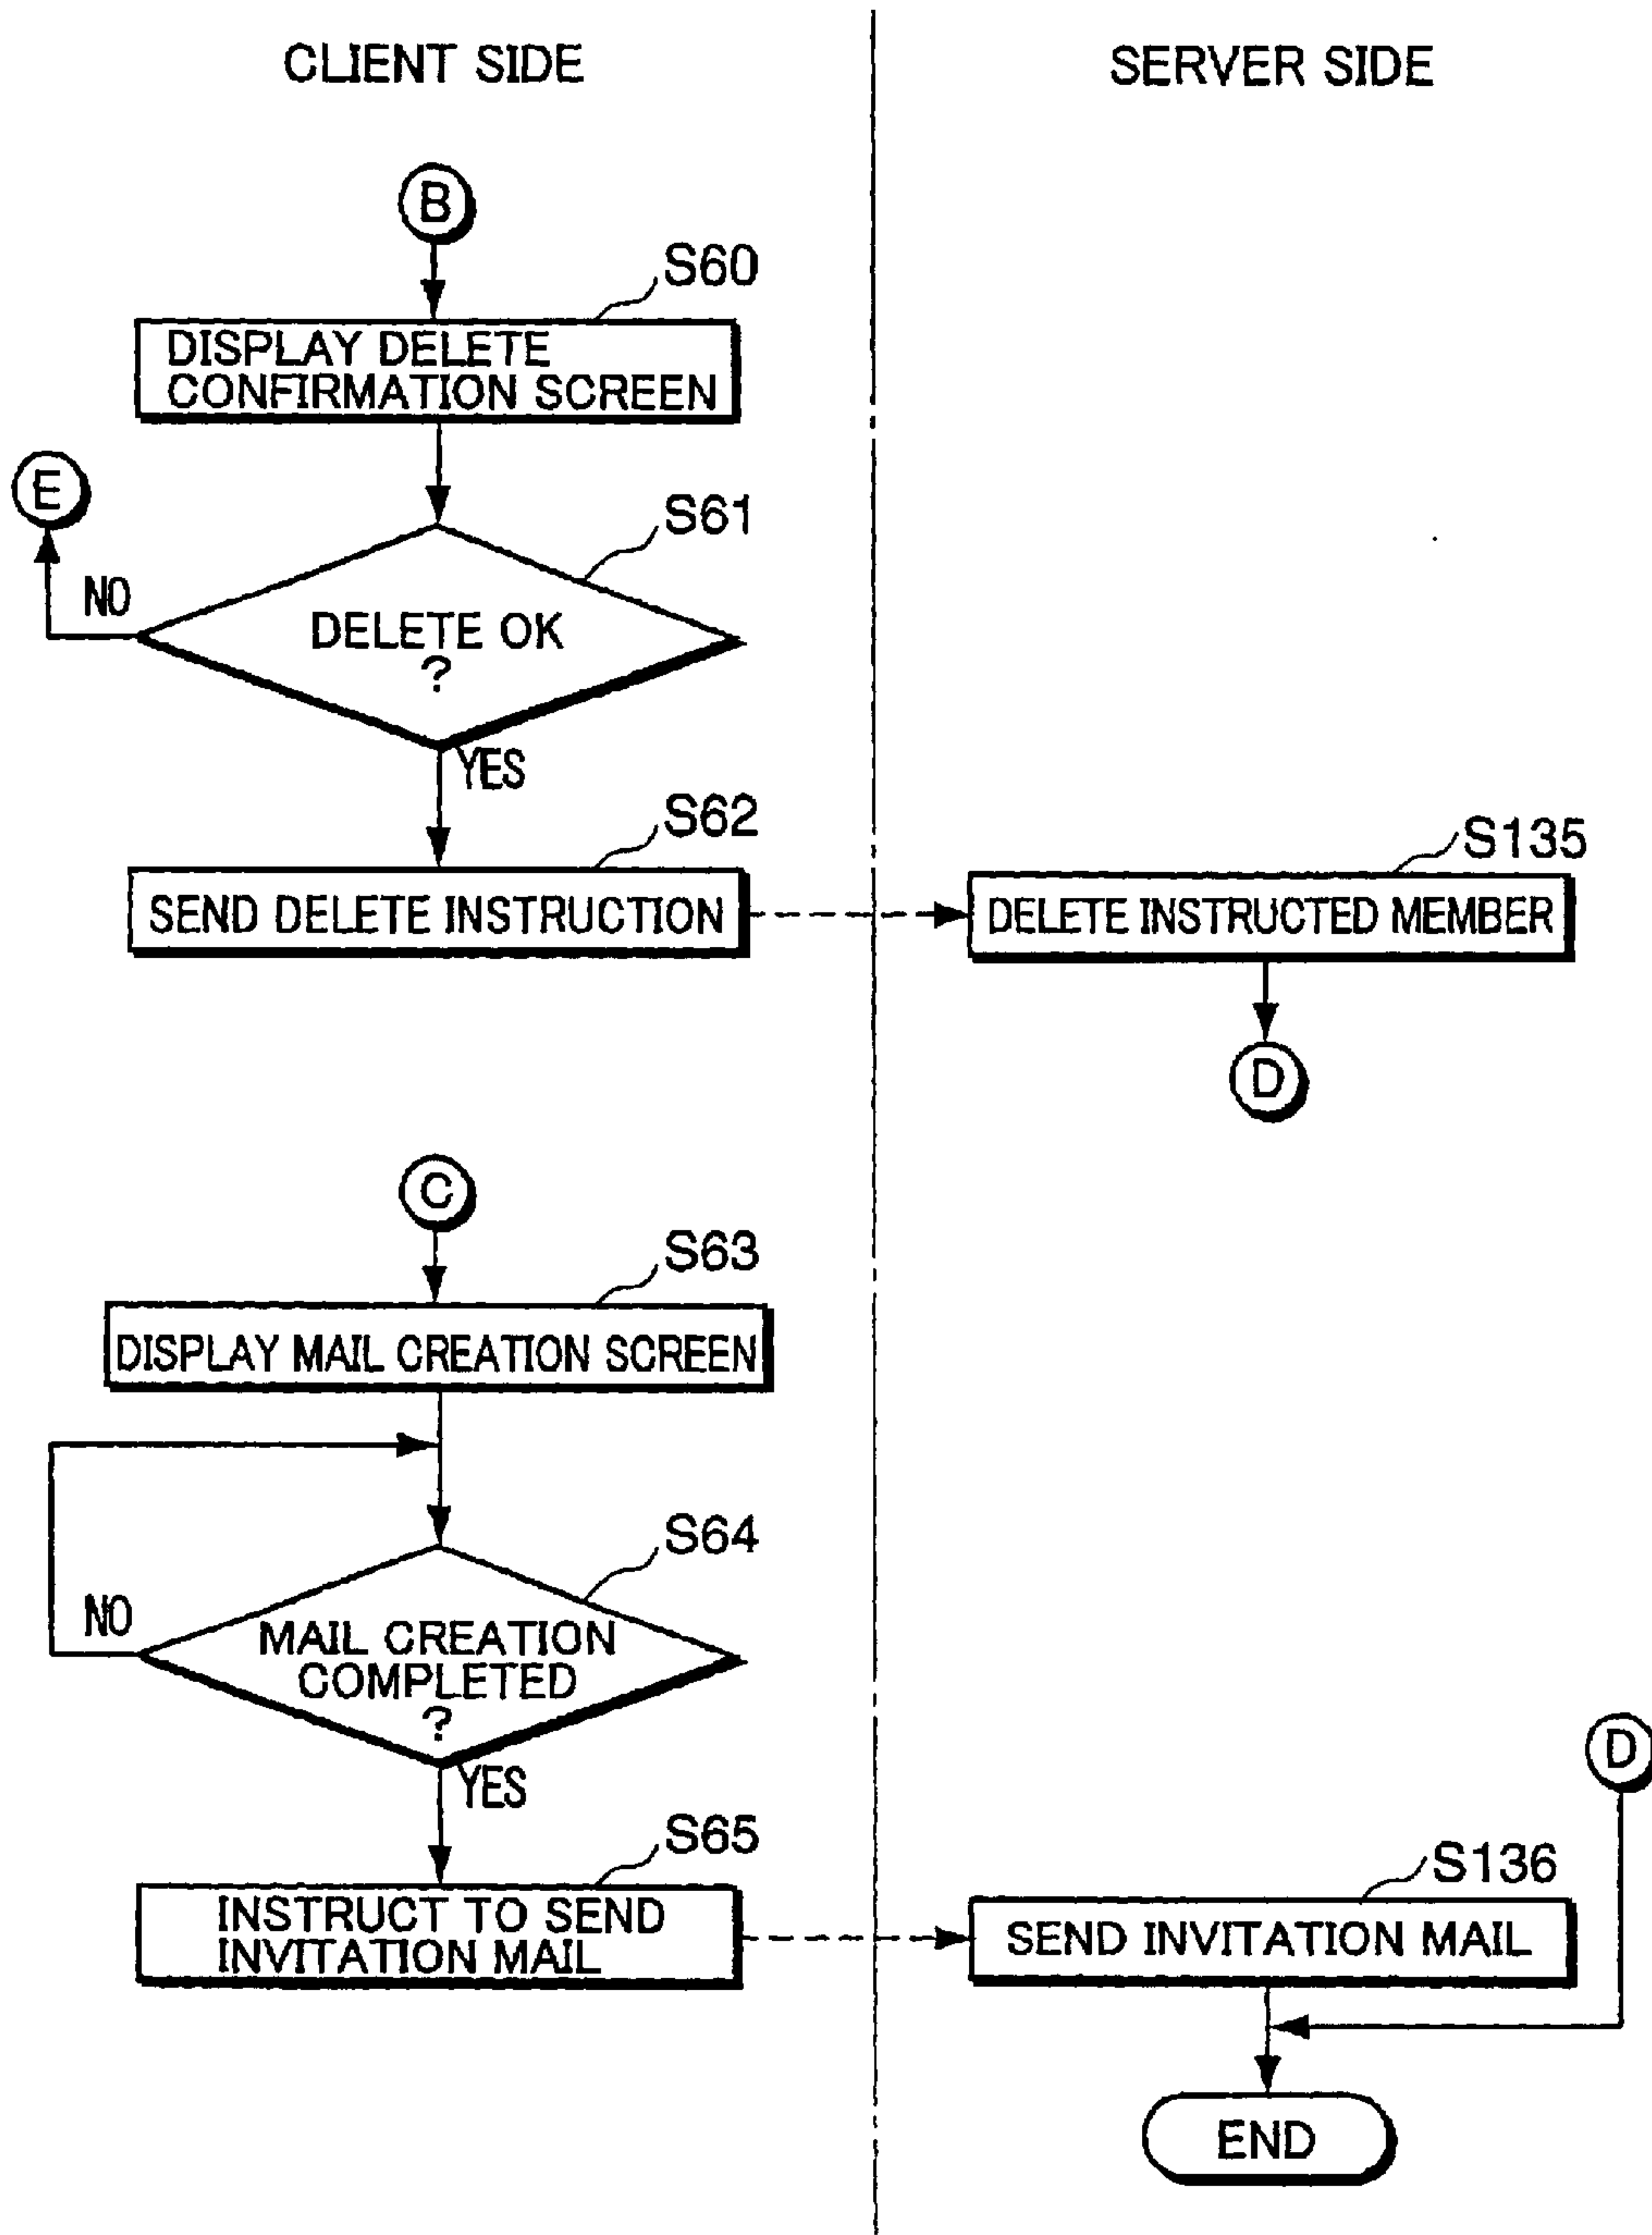 CLIENT SIDE
SERVER SIDE
B
S60
DISPLAY DELETE
CONFIRMATION SCREEN
E
S61
NO
DELETE OK
?
YES
S62
S135
SEND DELETE INSTRUCTION
DELETE INSTRUCTED MEMBER
D
C
S63
DISPLAY MAIL CREATION SCREEN
S64
NO
MAIL CREATION
COMPLETED
?
YES
D
S65
S136
INSTRUCT TO SEND
INVITATION MAIL
SEND INVITATION MAIL
END